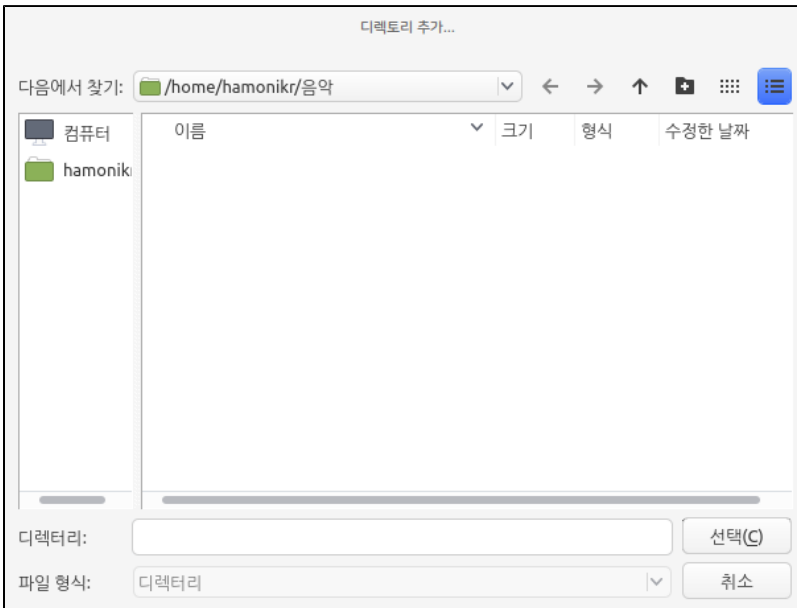 디렉토리 추가...
다음에서 찾기: /home/hamonikr/음악
컴퓨터 이름 크기 형식 수정한 날짜
hamonikr
디렉터리: 선택(C)
파일 형식: 디렉터리 취소